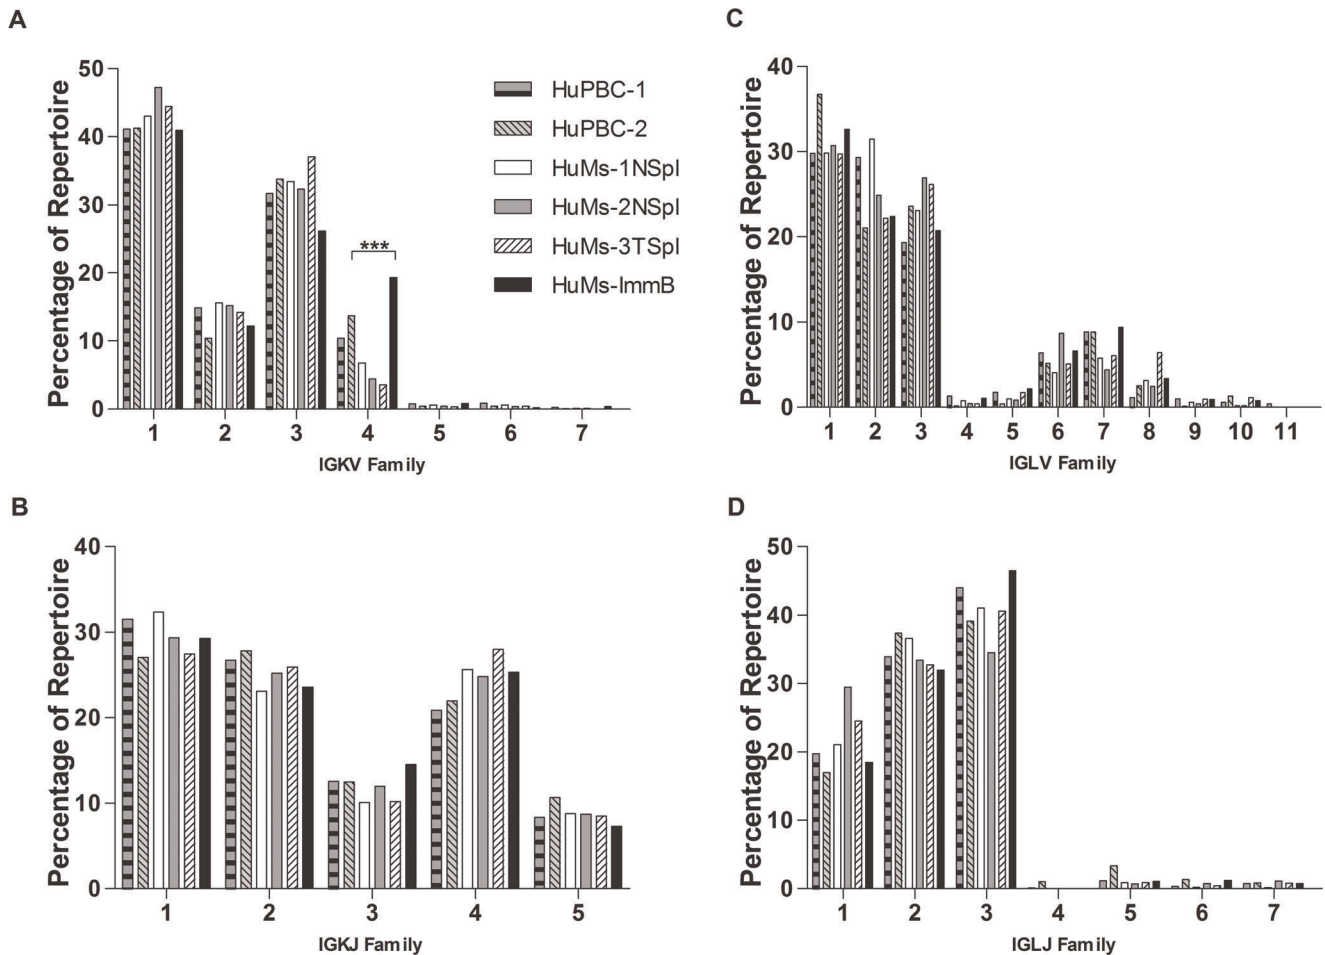 A
Percentage of Repertoire
50
40
30
20
10
0
1 2 3 4 5 6 7
***
IGKV Family
HuPBC-1
HuPBC-2
HuMs-1NSpl
HuMs-2NSpl
HuMs-3TSpl
HuMs-ImmB
C
Percentage of Repertoire
40
30
20
10
0
1 2 3 4 5 6 7 8 9 10 11
IGLV Family
B
Percentage of Repertoire
40
30
20
10
0
1 2 3 4 5
IGKJ Family
D
Percentage of Repertoire
50
40
30
20
10
0
1 2 3 4 5 6 7
IGLJ Family